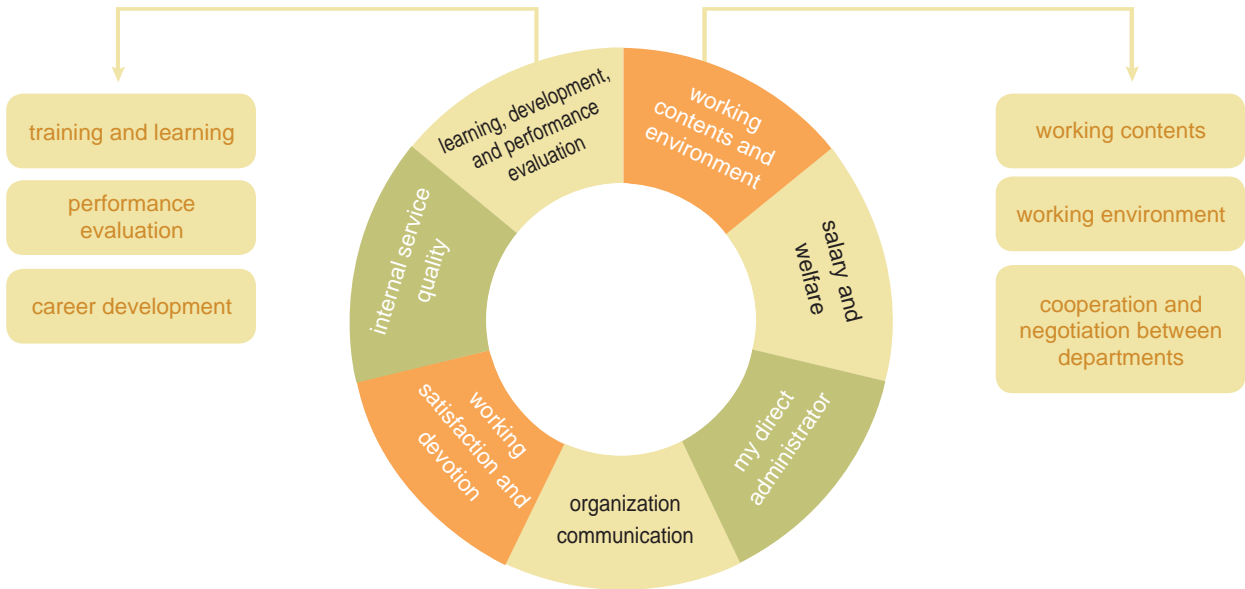 training and learning
performance
evaluation
career development
learning, development,
and performance
evaluation
working
contents and
environment
salary and
welfare
my direct
administrator
organization
communication
working
satisfaction and
devotion
internal service
quality
working contents
working environment
cooperation and
negotiation between
departments